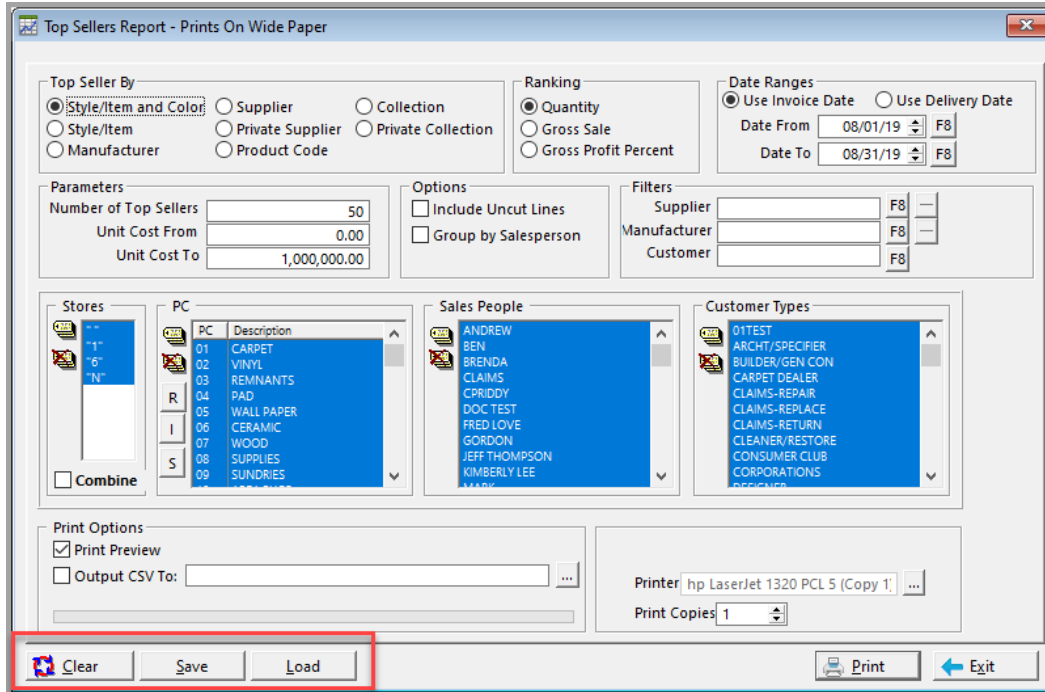 Top Sellers Report - Prints On Wide Paper
Top Seller By
Style/Item and Color
Supplier
Collection
Style/Item
Private Supplier
Private Collection
Manufacturer
Product Code
Ranking
Quantity
Gross Sale
Gross Profit Percent
Date Ranges
Use Invoice Date
Use Delivery Date
Date From 08/01/19 F8
Date To 08/31/19 F8
Parameters
Number of Top Sellers 50
Unit Cost From 0.00
Unit Cost To 1,000,000.00
Options
Include Uncut Lines
Group by Salesperson
Filters
Supplier F8
Manufacturer F8
Customer F8
Stores
" "
"1"
"6"
"N"
Combine
PC
R
I
S
PC Description
01 CARPET
02 VINYL
03 REMNANTS
04 PAD
05 WALL PAPER
06 CERAMIC
07 WOOD
08 SUPPLIES
09 SUNDRIES
Sales People
ANDREW
BEN
BRENDA
CLAIMS
CPRIDDY
DOC TEST
FRED LOVE
GORDON
JEFF THOMPSON
KIMBERLY LEE
MARK
Customer Types
01TEST
ARCHT/SPECIFIER
BUILDER/GEN CON
CARPET DEALER
CLAIMS-REPAIR
CLAIMS-REPLACE
CLAIMS-RETURN
CLEANER/RESTORE
CONSUMER CLUB
CORPORATIONS
DESIGNER
Print Options
Print Preview
Output CSV To: ...
Printer hp LaserJet 1320 PCL 5 (Copy 1) ...
Print Copies 1
Clear
Save
Load
Print
Exit